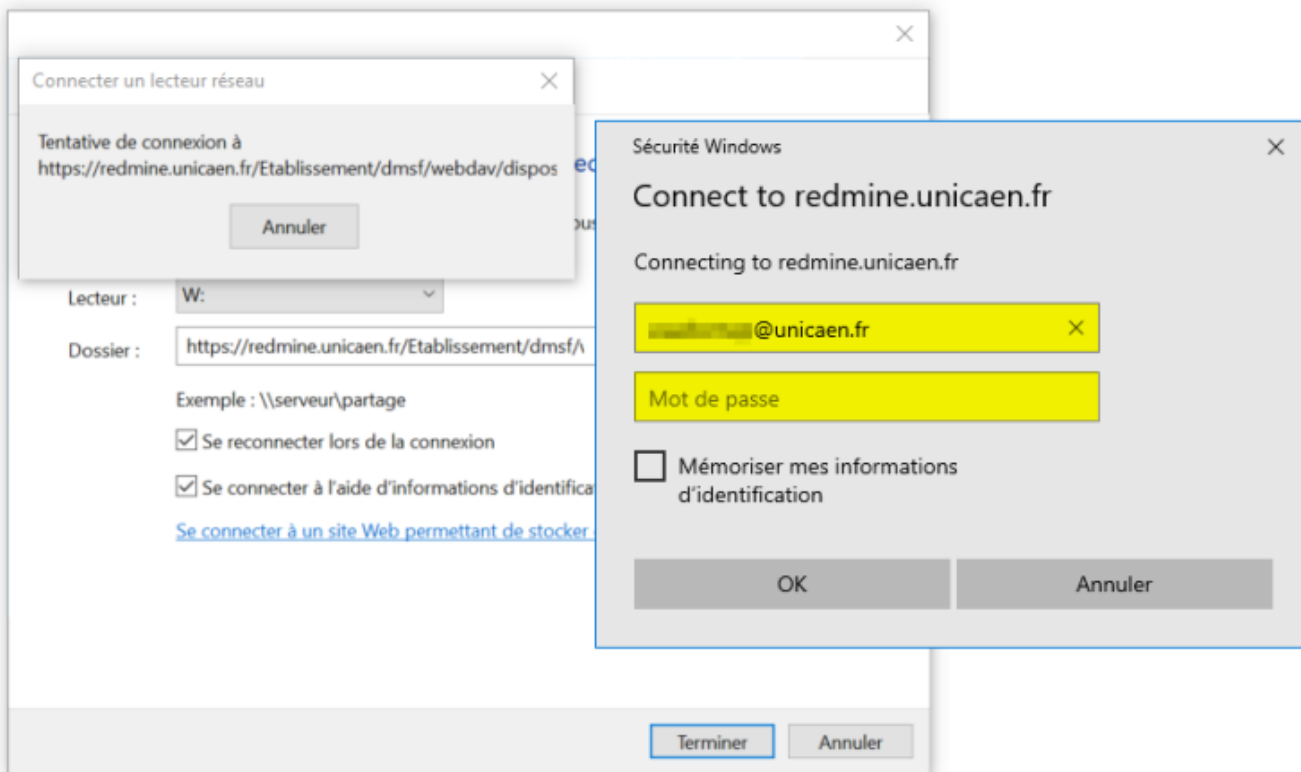 Connecter un lecteur réseau
Tentative de connexion à
https://redmine.unicaen.fr/Etablissement/dmsf/webdav/dispos
Annuler
Lecteur :
W:
Dossier :
https://redmine.unicaen.fr/Etablissement/dmsf/
Exemple : \\serveur\partage
Se reconnecter lors de la connexion
Se connecter à l'aide d'informations d'identifica
Se connecter à un site Web permettant de stocker
Terminer
Annuler
Sécurité Windows
Connect to redmine.unicaen.fr
Connecting to redmine.unicaen.fr
@unicaen.fr
Mot de passe
Mémoriser mes informations
d'identification
OK
Annuler